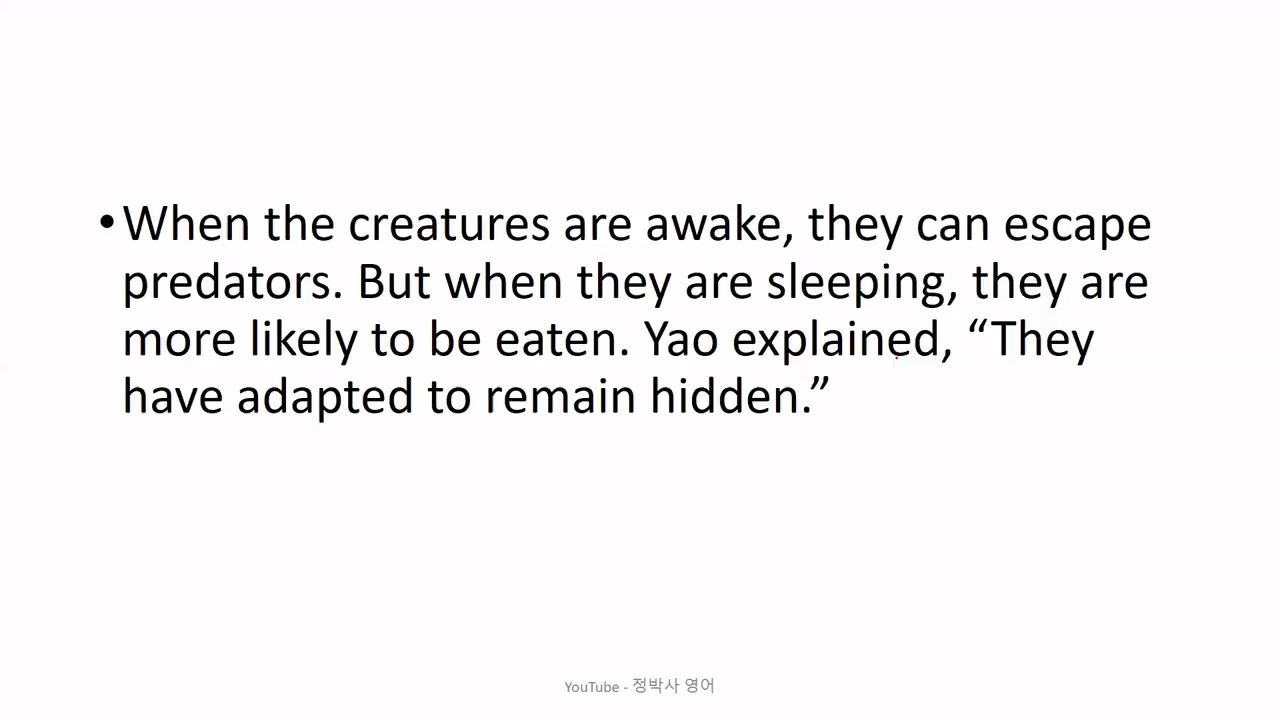 •When the creatures are awake, they can escape
predators. But when they are sleeping, they are
more likely to be eaten. Yao explained, “They
have adapted to remain hidden.”
YouTube - 정박사 영어